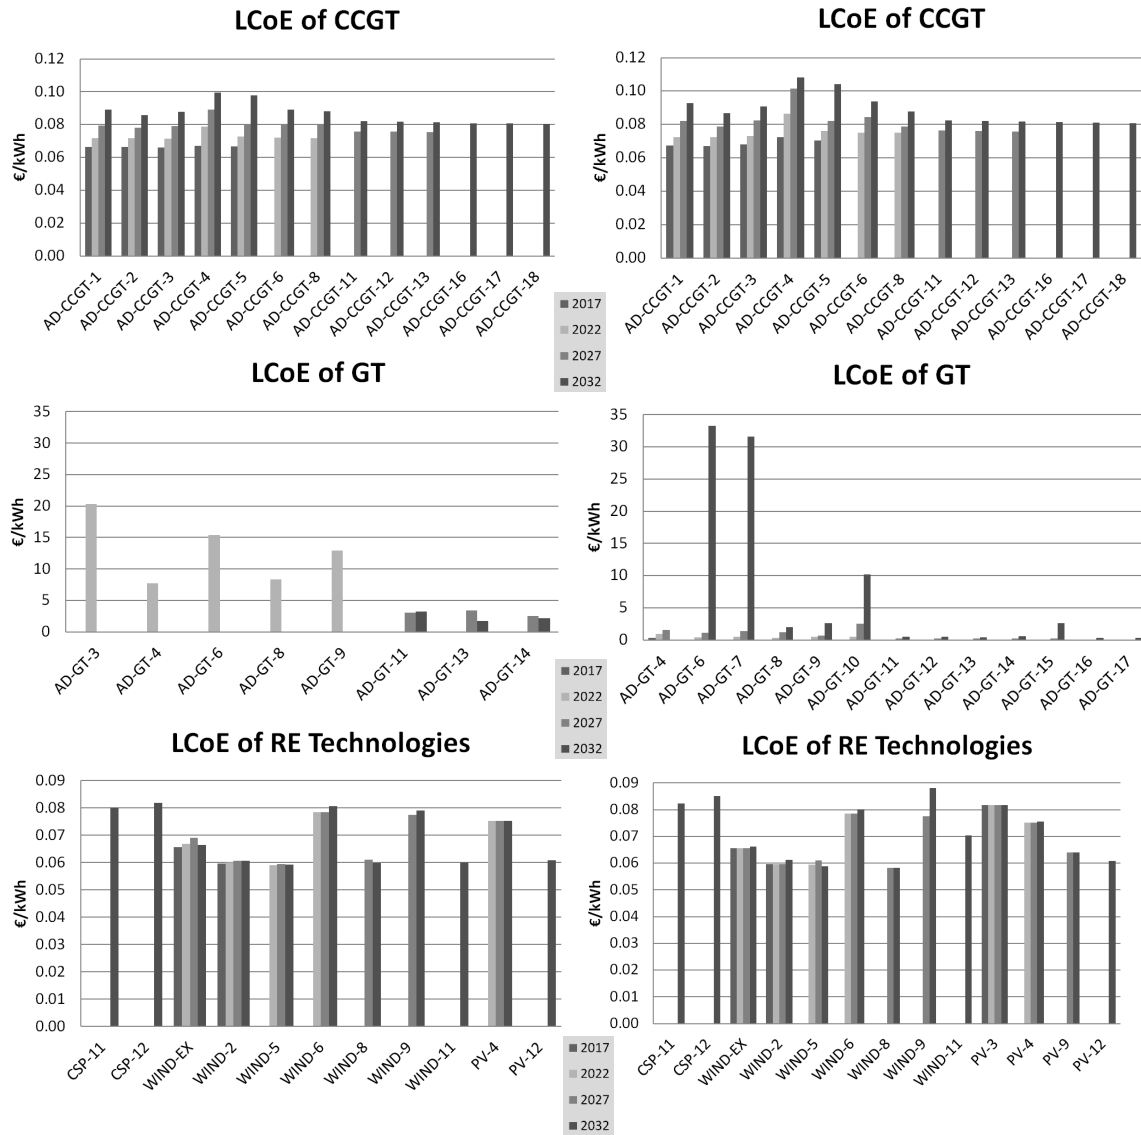 LCoE of CCGT
€/kWh
0.12
0.10
0.08
0.06
0.04
0.02
0.00
AD-CCGT-1
AD-CCGT-2
AD-CCGT-3
AD-CCGT-4
AD-CCGT-5
AD-CCGT-6
AD-CCGT-8
AD-CCGT-11
AD-CCGT-12
AD-CCGT-13
AD-CCGT-16
AD-CCGT-17
AD-CCGT-18
LCoE of CCGT
€/kWh
0.12
0.10
0.08
0.06
0.04
0.02
0.00
AD-CCGT-1
AD-CCGT-2
AD-CCGT-3
AD-CCGT-4
AD-CCGT-5
AD-CCGT-6
AD-CCGT-8
AD-CCGT-11
AD-CCGT-12
AD-CCGT-13
AD-CCGT-16
AD-CCGT-17
AD-CCGT-18
2017
2022
2027
2032
LCoE of GT
€/kWh
35
30
25
20
15
10
5
0
AD-GT-3
AD-GT-4
AD-GT-6
AD-GT-8
AD-GT-9
AD-GT-11
AD-GT-13
AD-GT-14
LCoE of GT
€/kWh
35
30
25
20
15
10
5
0
AD-GT-4
AD-GT-6
AD-GT-7
AD-GT-8
AD-GT-9
AD-GT-10
AD-GT-11
AD-GT-12
AD-GT-13
AD-GT-14
AD-GT-15
AD-GT-16
AD-GT-17
2017
2022
2027
2032
LCoE of RE Technologies
€/kWh
0.09
0.08
0.07
0.06
0.05
0.04
0.03
0.02
0.01
0.00
CSP-11
CSP-12
WIND-EX
WIND-2
WIND-5
WIND-6
WIND-8
WIND-9
WIND-11
PV-4
PV-12
LCoE of RE Technologies
€/kWh
0.09
0.08
0.07
0.06
0.05
0.04
0.03
0.02
0.01
0.00
CSP-11
CSP-12
WIND-EX
WIND-2
WIND-5
WIND-6
WIND-8
WIND-9
WIND-11
PV-3
PV-4
PV-9
PV-12
2017
2022
2027
2032